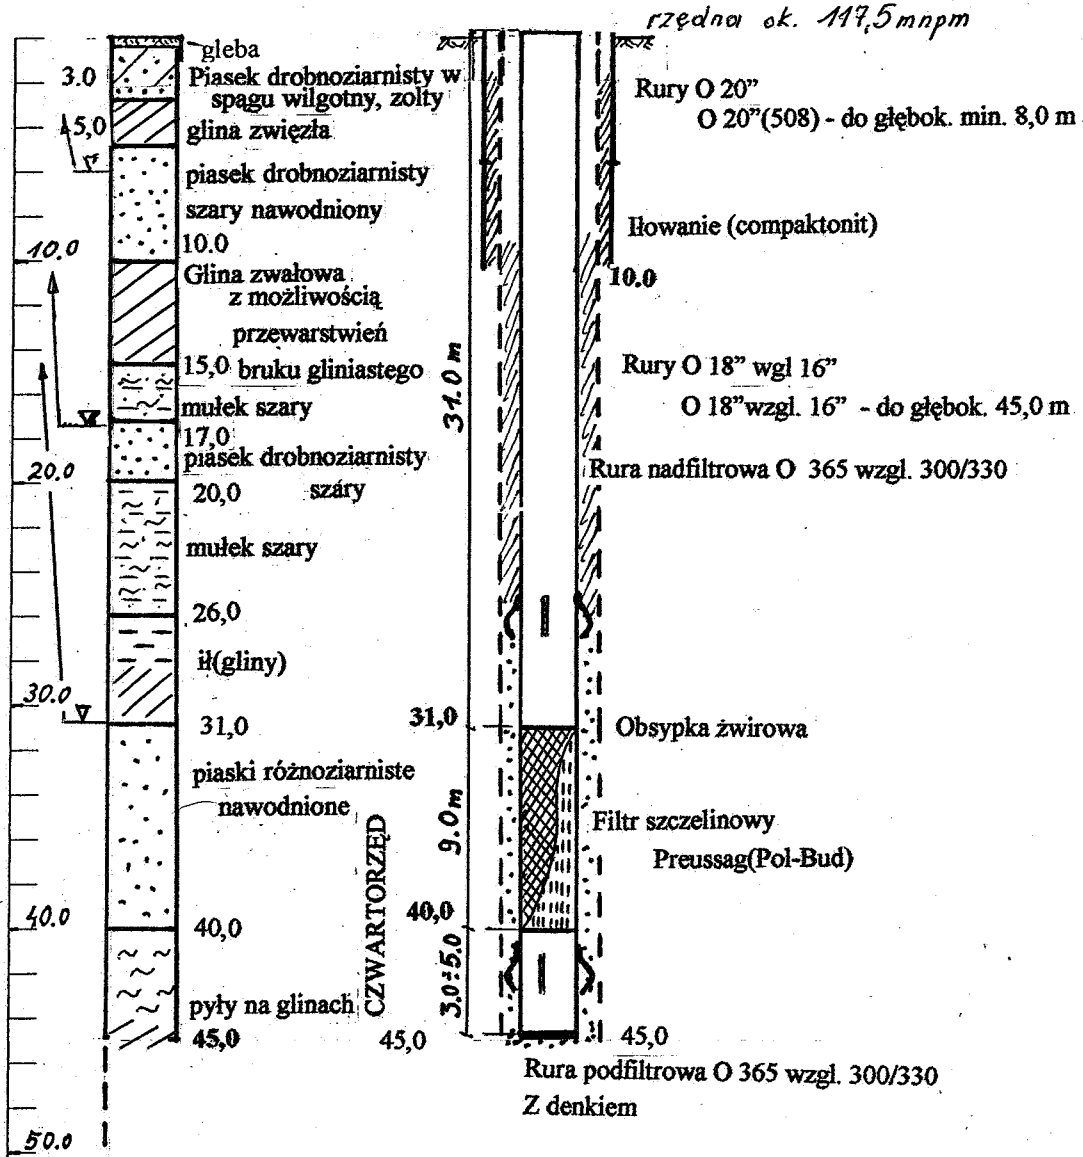 rzędna ok. 117,5 mnpm
gleba
3.0
Piasek drobnoziarnisty w
spągu wilgotny, zolty
5,0
glina zwięzła
piasek drobnoziarnisty
szary nawodniony
10.0
10.0
Glina zwałowa
z możliwością
przewarstwień
15,0 bruku gliniastego
mułek szary
17,0
piasek drobnoziarnisty
szary
20.0
20,0
mułek szary
26,0
ił(gliny)
30.0
31,0
piaski różnoziarniste
nawodnione
CZWARTORZĘD
40.0
40,0
pyły na glinach
45,0
50.0
Rury O 20”
O 20”(508) - do głębok. min. 8,0 m
Iłowanie (compaktonit)
10.0
31.0 m
Rury O 18” wgl 16”
O 18”wzgl. 16” - do głębok. 45,0 m
Rura nadfiltrowa O 365 wzgl. 300/330
31,0
Obsypka żwirowa
9.0 m
Filtr szczelinowy
Preussag(Pol-Bud)
40,0
3.0÷5.0
45,0
45,0
Rura podfiltrowa O 365 wzgl. 300/330
Z denkiem